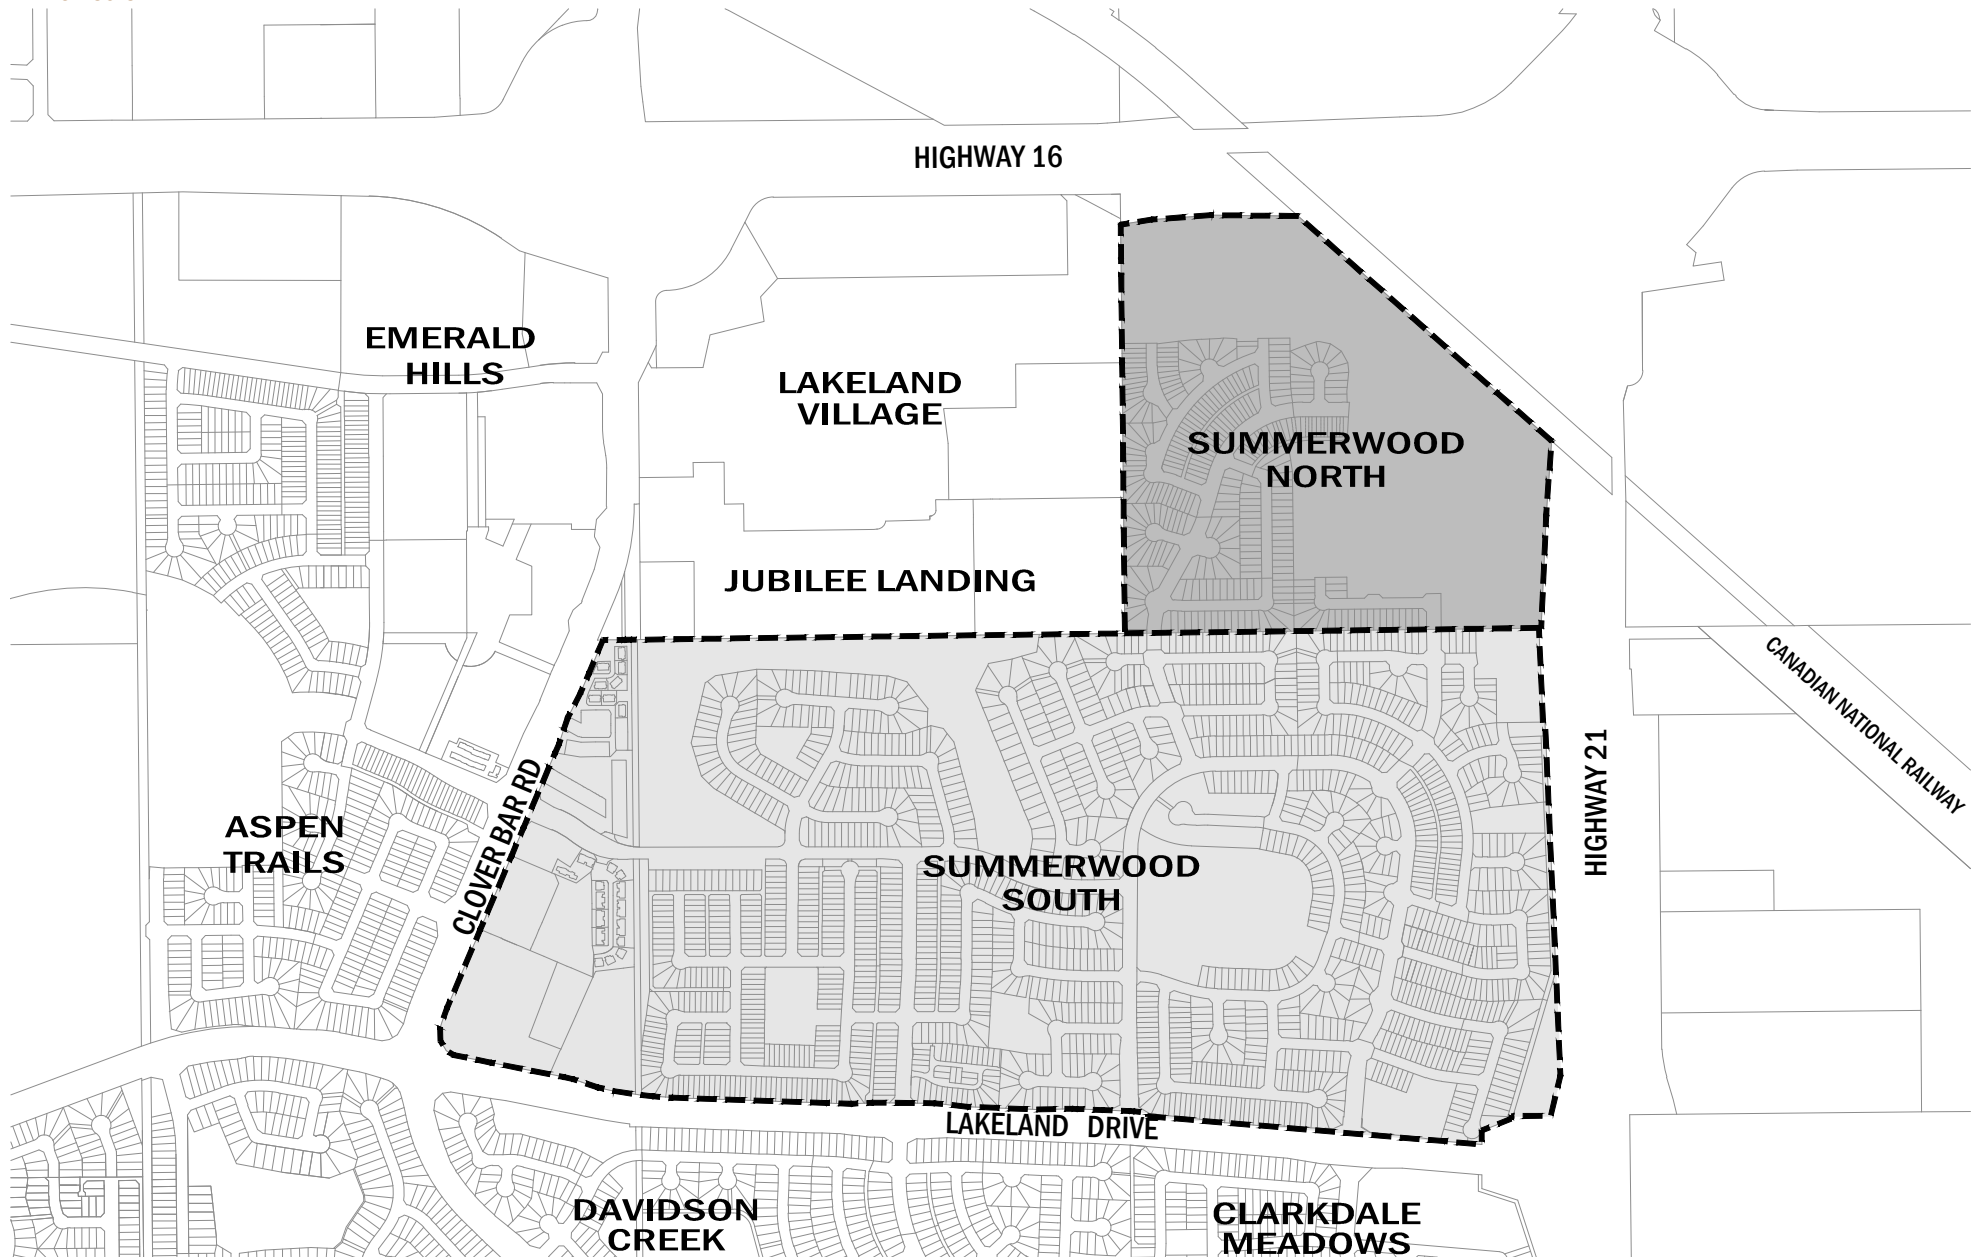 HIGHWAY 16
EMERALD
HILLS
LAKELAND
VILLAGE
SUMMERWOOD
NORTH
JUBILEE LANDING
CANADIAN NATIONAL RAILWAY
HIGHWAY 21
CLOVER BAR RD
ASPEN
TRAILS
SUMMERWOOD
SOUTH
LAKELAND DRIVE
DAVIDSON
CREEK
CLARKDALE
MEADOWS